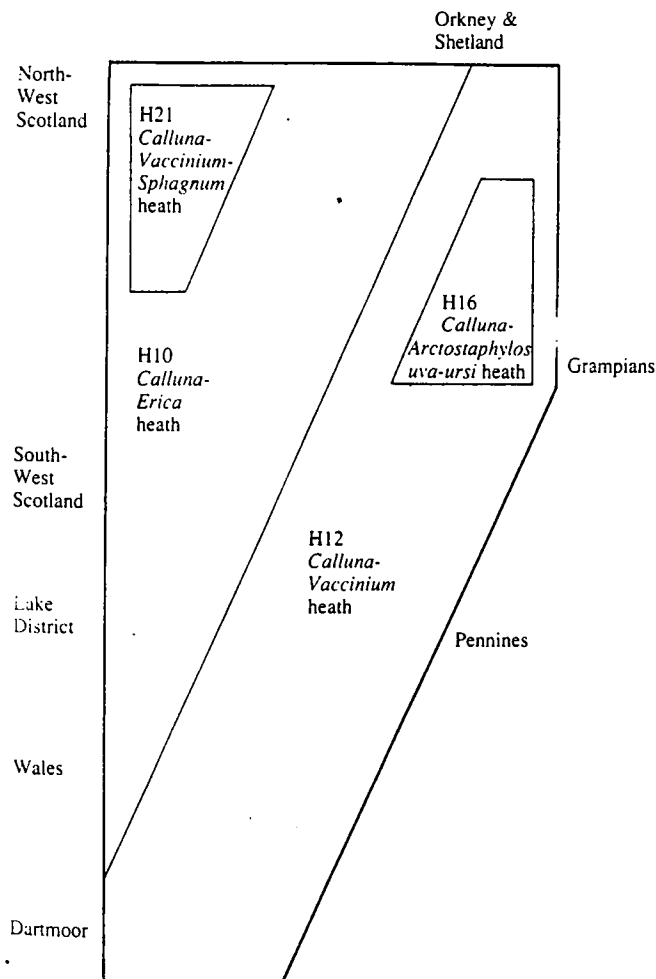 Orkney &
Shetland
North-
West
Scotland
H21
Calluna-
Vaccinium-
Sphagnum
heath
H16
Calluna-
Arctostaphylos
uva-ursi heath
Grampians
H10
Calluna-
Erica
heath
South-
West
Scotland
H12
Calluna-
Vaccinium
heath
Lake
District
Pennines
Wales
Dartmoor